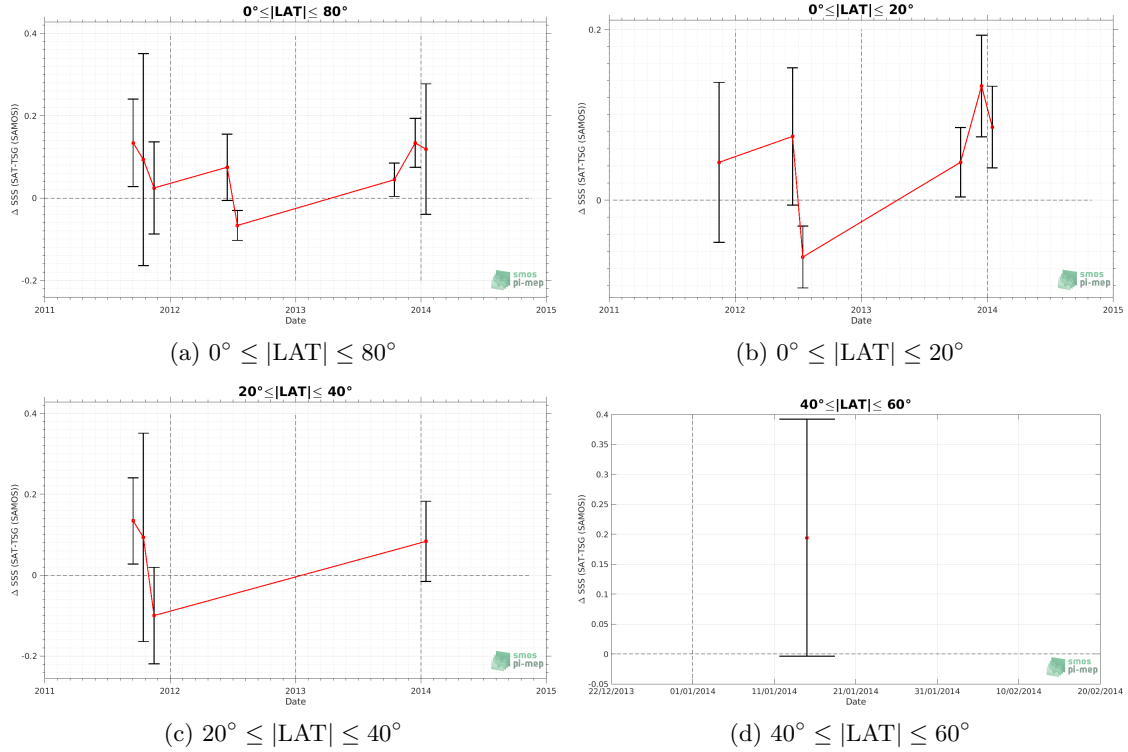 0°≤|LAT|≤ 80°
0.4
0.2
0
-0.2
Δ SSS (SAT-TSG (SAMOS))
2011 2012 2013 2014 2015
Date
smos
pi-mep
(a) 0° ≤ |LAT| ≤ 80°
0°≤|LAT|≤ 20°
0.2
0
Δ SSS (SAT-TSG (SAMOS))
2011 2012 2013 2014 2015
Date
smos
pi-mep
(b) 0° ≤ |LAT| ≤ 20°
20°≤|LAT|≤ 40°
0.4
0.2
0
-0.2
Δ SSS (SAT-TSG (SAMOS))
2011 2012 2013 2014 2015
Date
smos
pi-mep
(c) 20° ≤ |LAT| ≤ 40°
40°≤|LAT|≤ 60°
0.4
0.35
0.3
0.25
0.2
0.15
0.1
0.05
0
-0.05
Δ SSS (SAT-TSG (SAMOS))
22/12/2013 01/01/2014 11/01/2014 21/01/2014 31/01/2014 10/02/2014 20/02/2014
Date
smos
pi-mep
(d) 40° ≤ |LAT| ≤ 60°